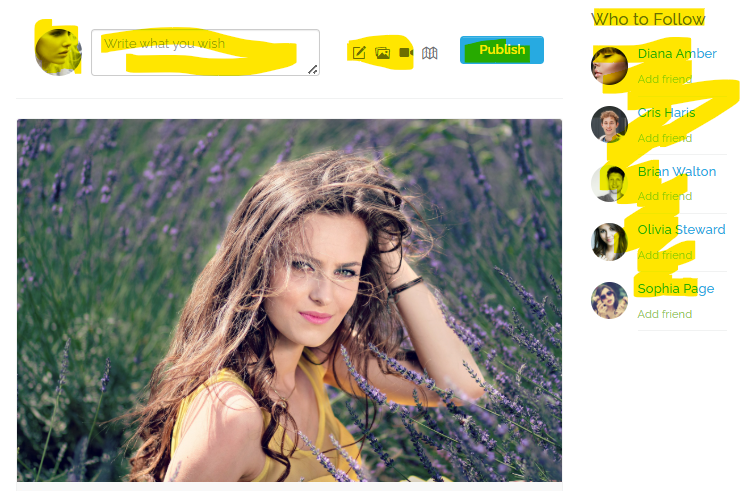 Write what you wish
Publish
Who to Follow
Diana Amber
Add friend
Cris Haris
Add friend
Brian Walton
Add friend
Olivia Steward
Add friend
Sophia Page
Add friend